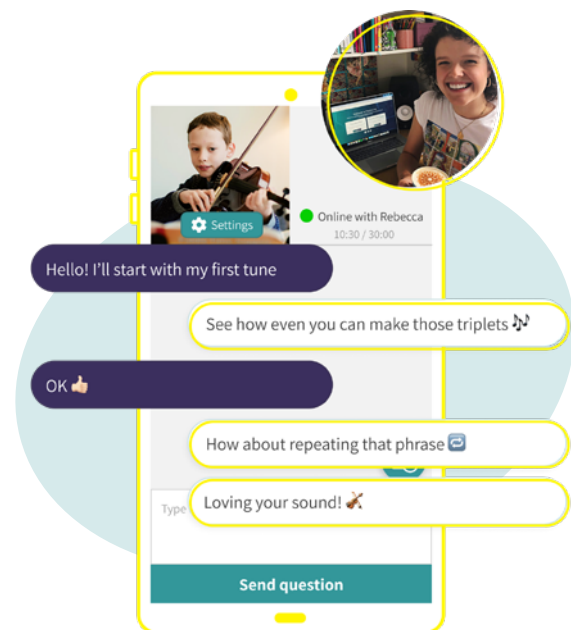 Settings
Online with Rebecca
10:30 / 30:00
Hello! I'll start with my first tune
See how even you can make those triplets 🎶
OK 👍🏻
How about repeating that phrase 🔁
Type
Loving your sound! 🎻
Send question